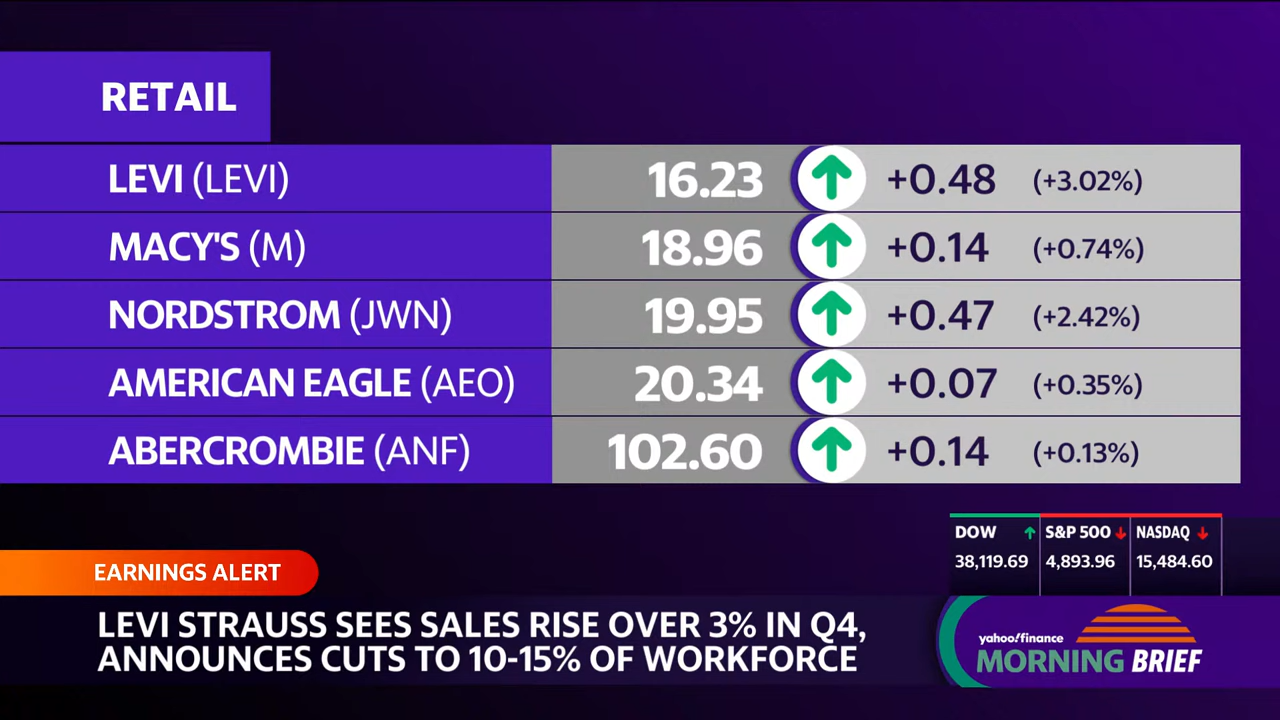 RETAIL
LEVI (LEVI) 16.23 +0.48 (+3.02%)
MACY'S (M) 18.96 +0.14 (+0.74%)
NORDSTROM (JWN) 19.95 +0.47 (+2.42%)
AMERICAN EAGLE (AEO) 20.34 +0.07 (+0.35%)
ABERCROMBIE (ANF) 102.60 +0.14 (+0.13%)
DOW S&P 500 NASDAQ
38,119.69 4,893.96 15,484.60
EARNINGS ALERT
LEVI STRAUSS SEES SALES RISE OVER 3% IN Q4,
ANNOUNCES CUTS TO 10-15% OF WORKFORCE
yahoo!finance
MORNING BRIEF